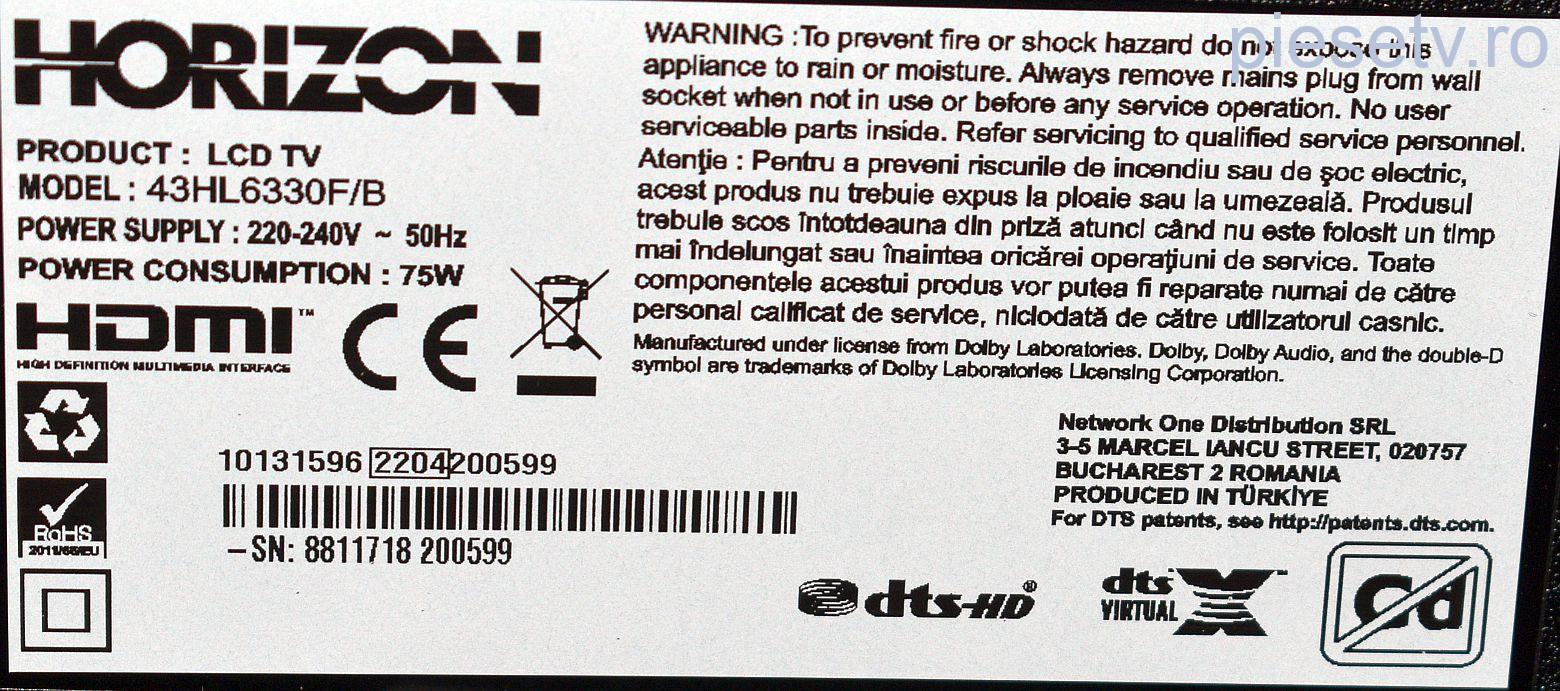 HORIZON
PRODUCT : LCD TV
MODEL : 43HL6330F/B
POWER SUPPLY : 220-240V ~ 50Hz
POWER CONSUMPTION : 75W
HDMI™
HIGH DEFINITION MULTIMEDIA INTERFACE
CE
RoHS
2011/65/EU
piesetv.ro
WARNING :To prevent fire or shock hazard do not expose this
appliance to rain or moisture. Always remove mains plug from wall
socket when not in use or before any service operation. No user
serviceable parts inside. Refer servicing to qualified service personnel.
Atenţie : Pentru a preveni riscurile de incendiu sau de şoc electric,
acest produs nu trebuie expus la ploaie sau la umezeală. Produsul
trebuie scos întotdeauna din priză atunci când nu este folosit un timp
mai îndelungat sau înaintea oricărei operaţiuni de service. Toate
componentele acestui produs vor putea fi reparate numai de către
personal calificat de service, niciodată de către utilizatorul casnic.
Manufactured under license from Dolby Laboratories. Dolby, Dolby Audio, and the double-D
symbol are trademarks of Dolby Laboratories Licensing Corporation.
10131596 2204200599
-SN: 8811718 200599
Network One Distribution SRL
3-5 MARCEL IANCU STREET, 020757
BUCHAREST 2 ROMANIA
PRODUCED IN TÜRKİYE
For DTS patents, see http://patents.dts.com.
dts-HD®
dts X™
VIRTUAL
Cd